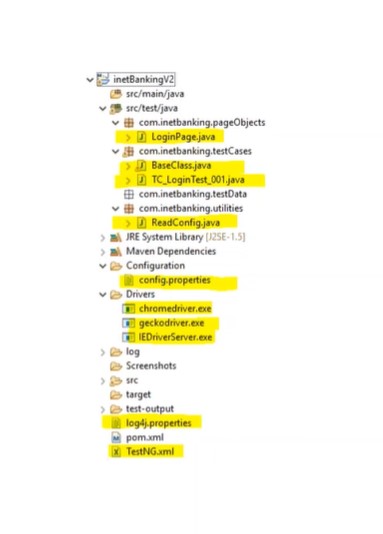 inetBankingV2
src/main/java
src/test/java
com.inetbanking.pageObjects
LoginPage.java
com.inetbanking.testCases
BaseClass.java
TC_LoginTest_001.java
com.inetbanking.testData
com.inetbanking.utilities
ReadConfig.java
JRE System Library [J2SE-1.5]
Maven Dependencies
Configuration
config.properties
Drivers
chromedriver.exe
geckodriver.exe
IEDriverServer.exe
log
Screenshots
src
target
test-output
log4j.properties
pom.xml
TestNG.xml